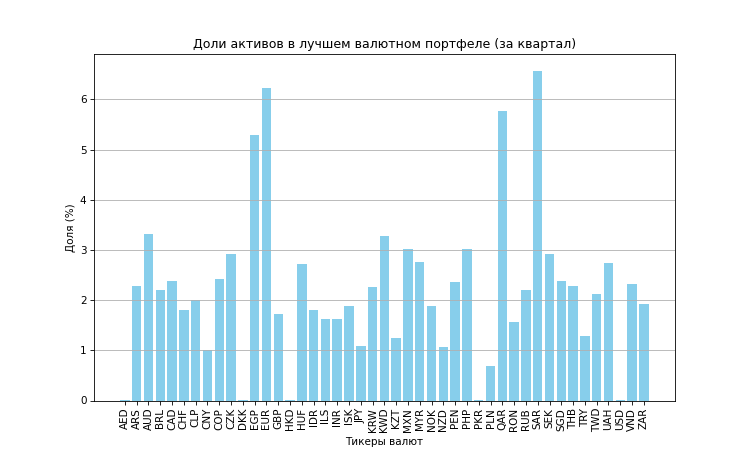 Доли активов в лучшем валютном портфеле (за квартал)
Доля (%)
6
5
4
3
2
1
0
AED ARS AUD BRL CAD CHF CLP CNY COP CZK DKK EGP EUR GBP HKD HUF IDR ILS INR ISK JPY KRW KWD KZT MXN MYR NOK NZD PEN PHP PKR PLN QAR RON RUB SAR SEK SGD THB TRY TWD UAH USD VND ZAR
Тикеры валют